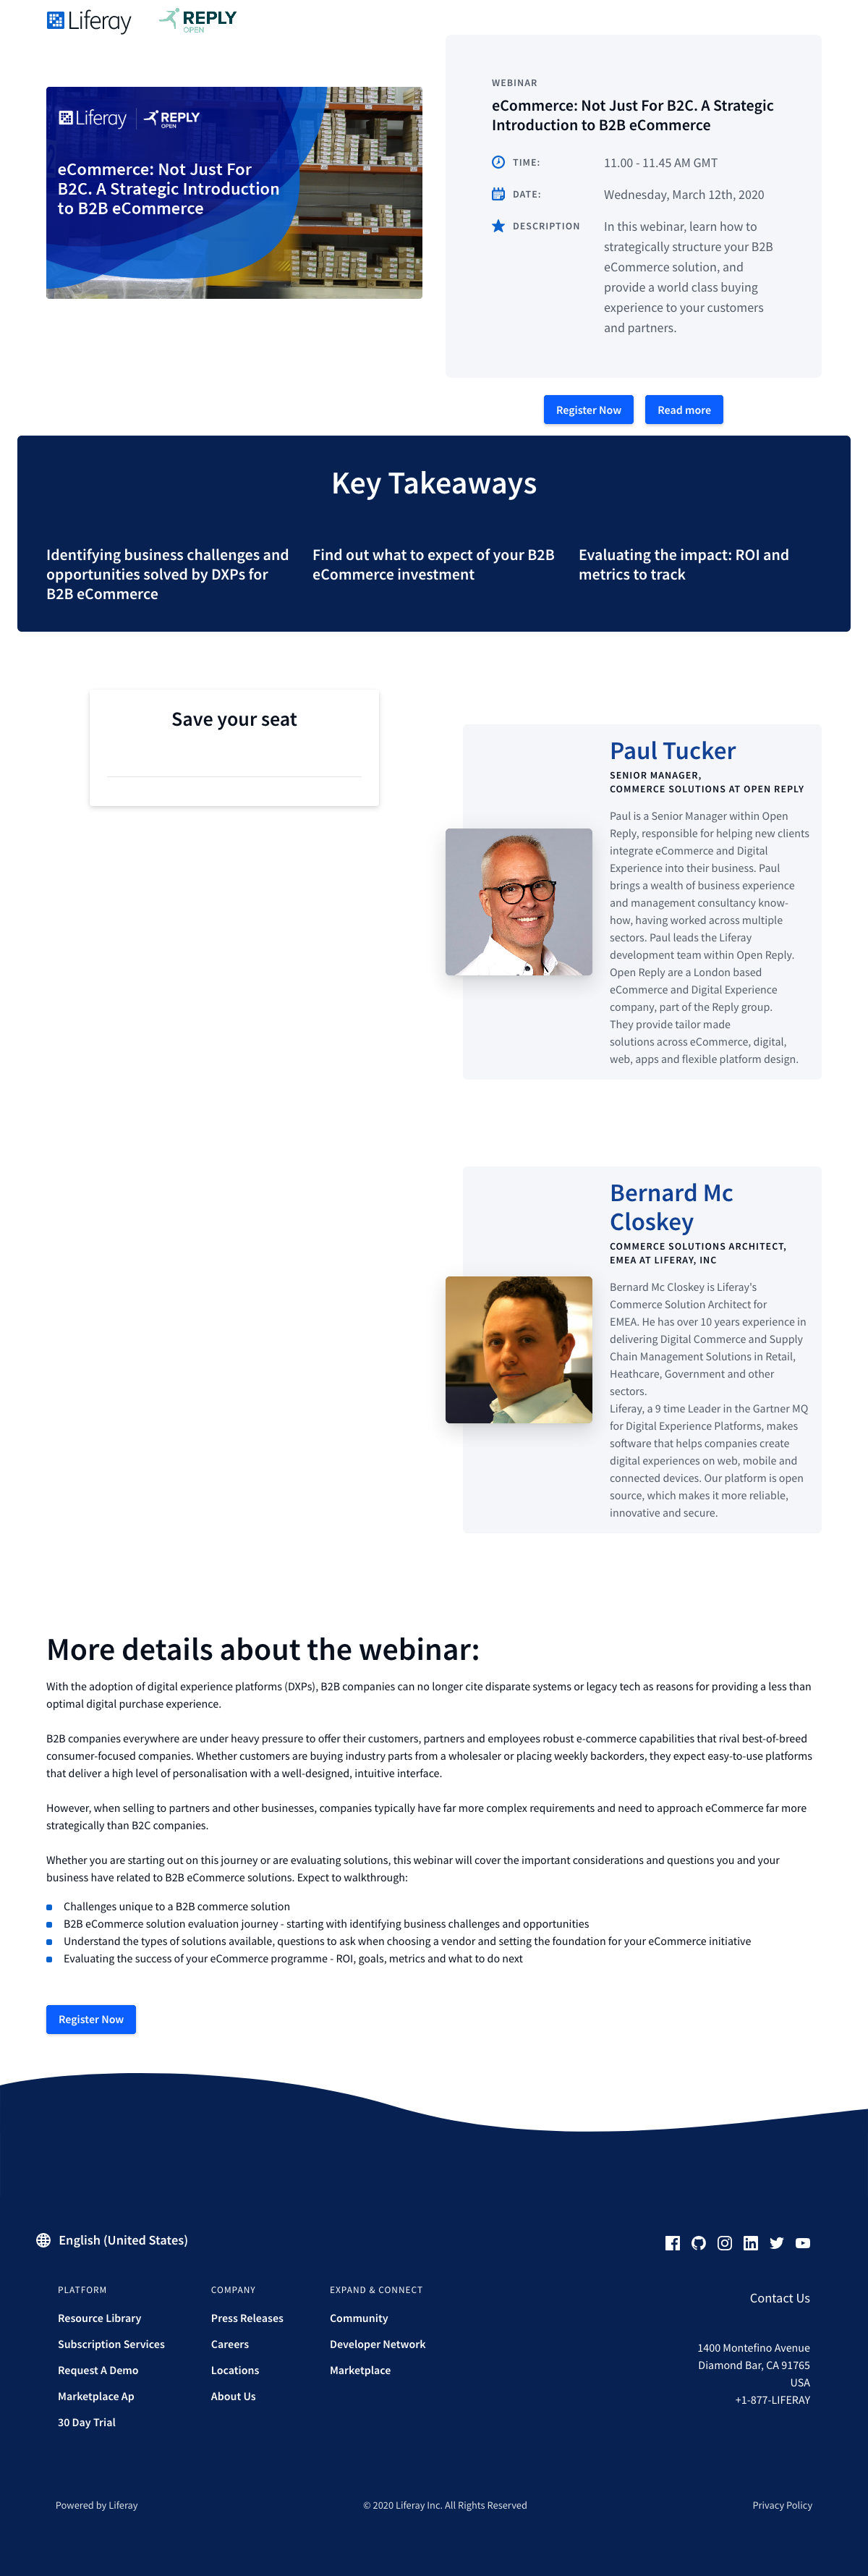 Liferay
REPLY
OPEN
Liferay
REPLY
OPEN
eCommerce: Not Just For
B2C. A Strategic Introduction
to B2B eCommerce
WEBINAR
eCommerce: Not Just For B2C. A Strategic
Introduction to B2B eCommerce
TIME:
11.00 - 11.45 AM GMT
DATE:
Wednesday, March 12th, 2020
DESCRIPTION
In this webinar, learn how to
strategically structure your B2B
eCommerce solution, and
provide a world class buying
experience to your customers
and partners.
Register Now
Read more
Key Takeaways
Identifying business challenges and
opportunities solved by DXPs for
B2B eCommerce
Find out what to expect of your B2B
eCommerce investment
Evaluating the impact: ROI and
metrics to track
Save your seat
Paul Tucker
SENIOR MANAGER,
COMMERCE SOLUTIONS AT OPEN REPLY
Paul is a Senior Manager within Open
Reply, responsible for helping new clients
integrate eCommerce and Digital
Experience into their business. Paul
brings a wealth of business experience
and management consultancy know-
how, having worked across multiple
sectors. Paul leads the Liferay
development team within Open Reply.
Open Reply are a London based
eCommerce and Digital Experience
company, part of the Reply group.
They provide tailor made
solutions across eCommerce, digital,
web, apps and flexible platform design.
Bernard Mc
Closkey
COMMERCE SOLUTIONS ARCHITECT,
EMEA AT LIFERAY, INC
Bernard Mc Closkey is Liferay's
Commerce Solution Architect for
EMEA. He has over 10 years experience in
delivering Digital Commerce and Supply
Chain Management Solutions in Retail,
Heathcare, Government and other
sectors.
Liferay, a 9 time Leader in the Gartner MQ
for Digital Experience Platforms, makes
software that helps companies create
digital experiences on web, mobile and
connected devices. Our platform is open
source, which makes it more reliable,
innovative and secure.
More details about the webinar:
With the adoption of digital experience platforms (DXPs), B2B companies can no longer cite disparate systems or legacy tech as reasons for providing a less than
optimal digital purchase experience.
B2B companies everywhere are under heavy pressure to offer their customers, partners and employees robust e-commerce capabilities that rival best-of-breed
consumer-focused companies. Whether customers are buying industry parts from a wholesaler or placing weekly backorders, they expect easy-to-use platforms
that deliver a high level of personalisation with a well-designed, intuitive interface.
However, when selling to partners and other businesses, companies typically have far more complex requirements and need to approach eCommerce far more
strategically than B2C companies.
Whether you are starting out on this journey or are evaluating solutions, this webinar will cover the important considerations and questions you and your
business have related to B2B eCommerce solutions. Expect to walkthrough:
Challenges unique to a B2B commerce solution
B2B eCommerce solution evaluation journey - starting with identifying business challenges and opportunities
Understand the types of solutions available, questions to ask when choosing a vendor and setting the foundation for your eCommerce initiative
Evaluating the success of your eCommerce programme - ROI, goals, metrics and what to do next
Register Now
English (United States)
PLATFORM
Resource Library
Subscription Services
Request A Demo
Marketplace Ap
30 Day Trial
COMPANY
Press Releases
Careers
Locations
About Us
EXPAND & CONNECT
Community
Developer Network
Marketplace
Contact Us
1400 Montefino Avenue
Diamond Bar, CA 91765
USA
+1-877-LIFERAY
Powered by Liferay
© 2020 Liferay Inc. All Rights Reserved
Privacy Policy